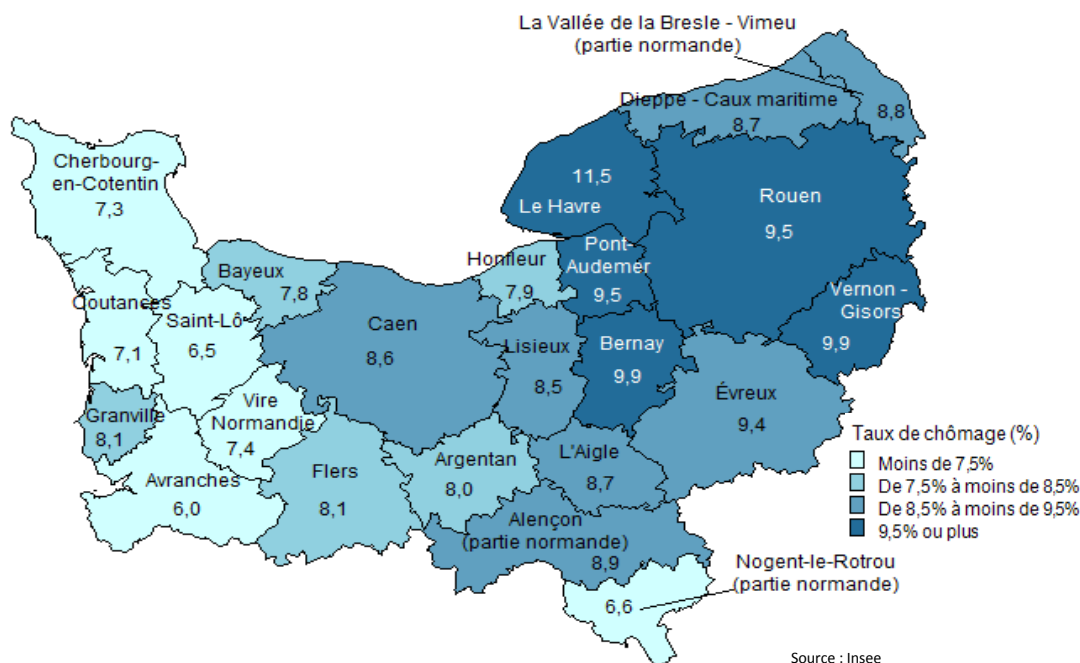 La Vallée de la Bresle - Vimeu
(partie normande)
Dieppe - Caux maritime
8,7
8,8
Cherbourg-
en-Cotentin
7,3
11,5
Le Havre
Rouen
9,5
Honfleur
7,9
Pont-
Audemer
9,5
Bayeux
7,8
Coutances
7,1
Saint-Lô
6,5
Caen
8,6
Lisieux
8,5
Bernay
9,9
Vernon -
Gisors
9,9
Évreux
9,4
Granville
8,1
Vire
Normandie
7,4
Avranches
6,0
Flers
8,1
Argentan
8,0
L'Aigle
8,7
Alençon
(partie normande)
8,9
Nogent-le-Rotrou
(partie normande)
6,6
Taux de chômage (%)
Moins de 7,5%
De 7,5% à moins de 8,5%
De 8,5% à moins de 9,5%
9,5% ou plus
Source : Insee